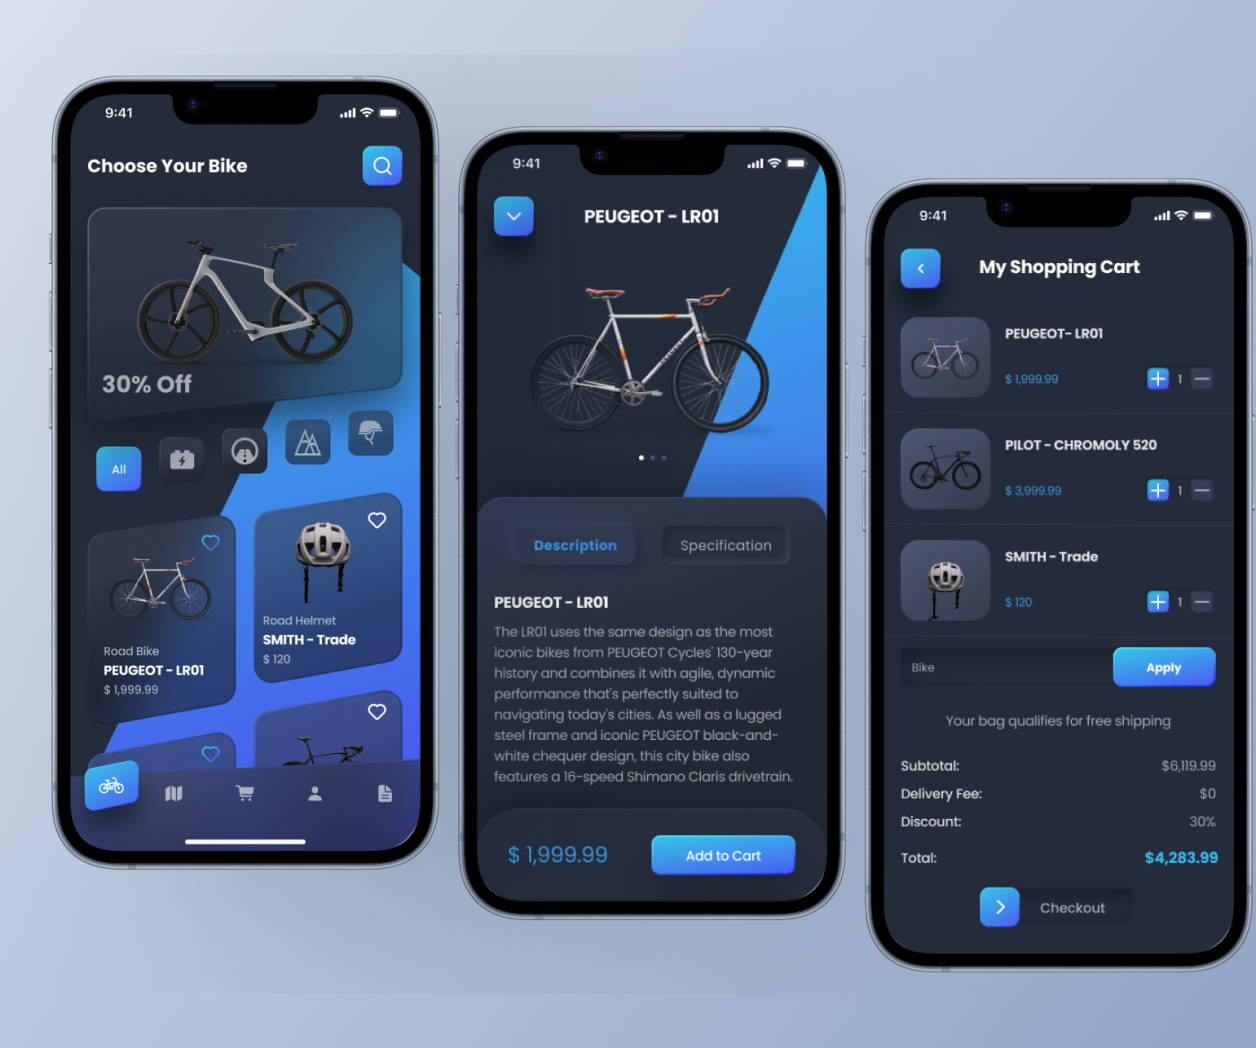 9:41
Choose Your Bike
30% Off
All
Road Bike
PEUGEOT - LR01
$ 1,999.99
Road Helmet
SMITH - Trade
$ 120
9:41
PEUGEOT - LR01
Description
Specification
PEUGEOT - LR01
The LR01 uses the same design as the most
iconic bikes from PEUGEOT Cycles' 130-year
history and combines it with agile, dynamic
performance that's perfectly suited to
navigating today's cities. As well as a lugged
steel frame and iconic PEUGEOT black-and-
white chequer design, this city bike also
features a 16-speed Shimano Claris drivetrain.
$ 1,999.99
Add to Cart
9:41
My Shopping Cart
PEUGEOT- LR01
$ 1,999.99
1
PILOT - CHROMOLY 520
$ 3,999.99
1
SMITH - Trade
$ 120
1
Bike
Apply
Your bag qualifies for free shipping
Subtotal: $6,119.99
Delivery Fee: $0
Discount: 30%
Total: $4,283.99
Checkout